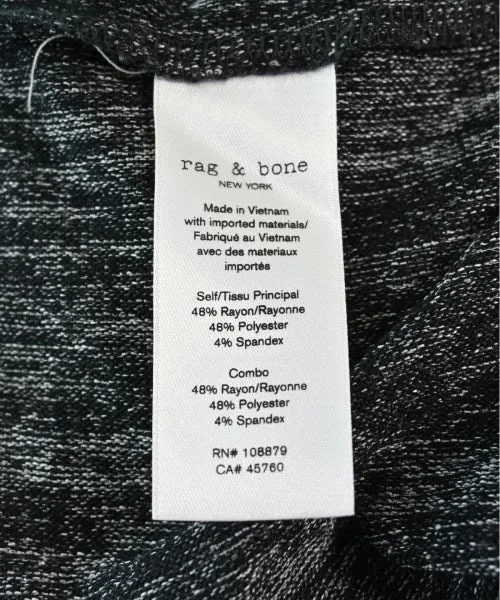 rag & bone
NEW YORK
Made in Vietnam
with imported materials/
Fabriqué au Vietnam
avec des materiaux
importés
Self/Tissu Principal
48% Rayon/Rayonne
48% Polyester
4% Spandex
Combo
48% Rayon/Rayonne
48% Polyester
4% Spandex
RN# 108879
CA# 45760